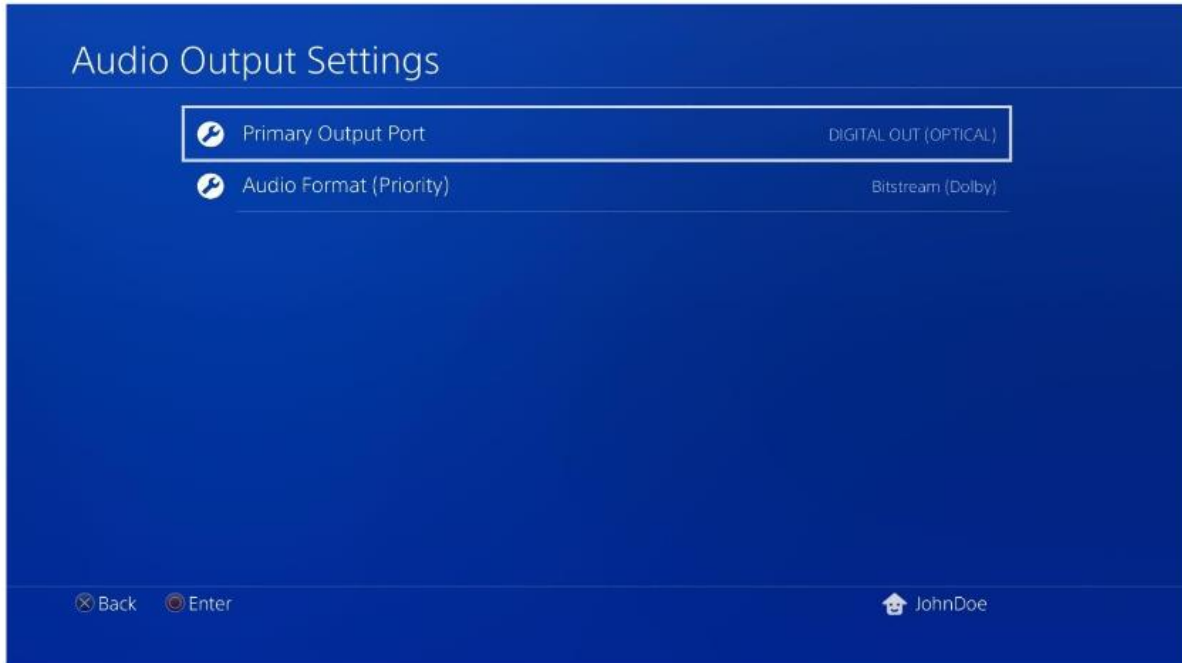 Audio Output Settings
Primary Output Port DIGITAL OUT (OPTICAL)
Audio Format (Priority) Bitstream (Dolby)
Back Enter JohnDoe